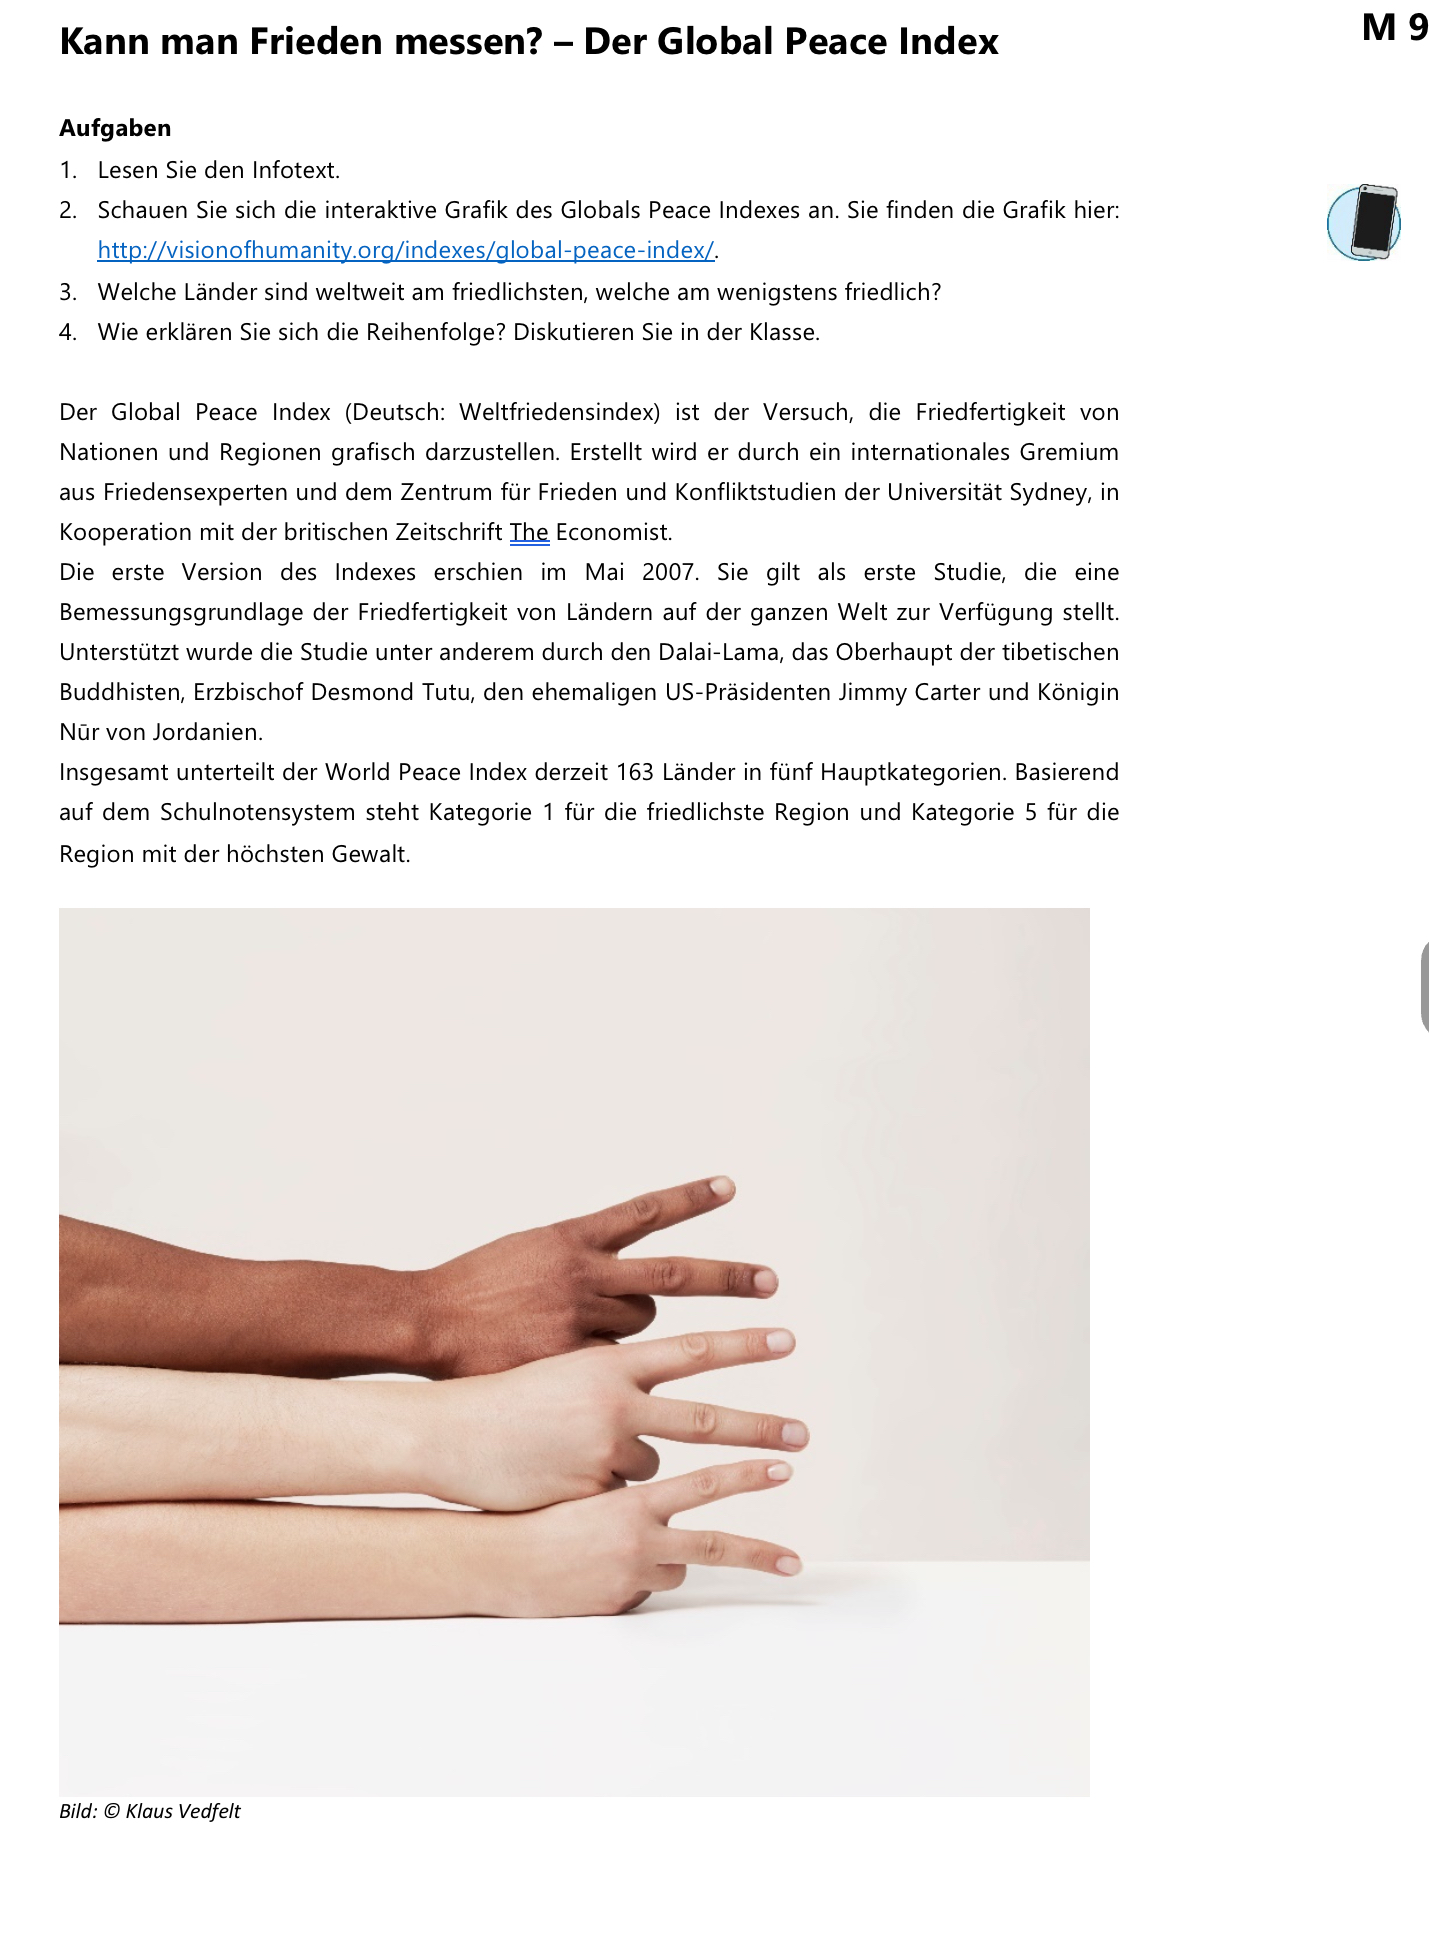 Kann man Frieden messen? – Der Global Peace Index
M 9
Aufgaben
1. Lesen Sie den Infotext.
2. Schauen Sie sich die interaktive Grafik des Globals Peace Indexes an. Sie finden die Grafik hier:
http://visionofhumanity.org/indexes/global-peace-index/.
3. Welche Länder sind weltweit am friedlichsten, welche am wenigstens friedlich?
4. Wie erklären Sie sich die Reihenfolge? Diskutieren Sie in der Klasse.
Der Global Peace Index (Deutsch: Weltfriedensindex) ist der Versuch, die Friedfertigkeit von
Nationen und Regionen grafisch darzustellen. Erstellt wird er durch ein internationales Gremium
aus Friedensexperten und dem Zentrum für Frieden und Konfliktstudien der Universität Sydney, in
Kooperation mit der britischen Zeitschrift The Economist.
Die erste Version des Indexes erschien im Mai 2007. Sie gilt als erste Studie, die eine
Bemessungsgrundlage der Friedfertigkeit von Ländern auf der ganzen Welt zur Verfügung stellt.
Unterstützt wurde die Studie unter anderem durch den Dalai-Lama, das Oberhaupt der tibetischen
Buddhisten, Erzbischof Desmond Tutu, den ehemaligen US-Präsidenten Jimmy Carter und Königin
Nūr von Jordanien.
Insgesamt unterteilt der World Peace Index derzeit 163 Länder in fünf Hauptkategorien. Basierend
auf dem Schulnotensystem steht Kategorie 1 für die friedlichste Region und Kategorie 5 für die
Region mit der höchsten Gewalt.
Bild: © Klaus Vedfelt